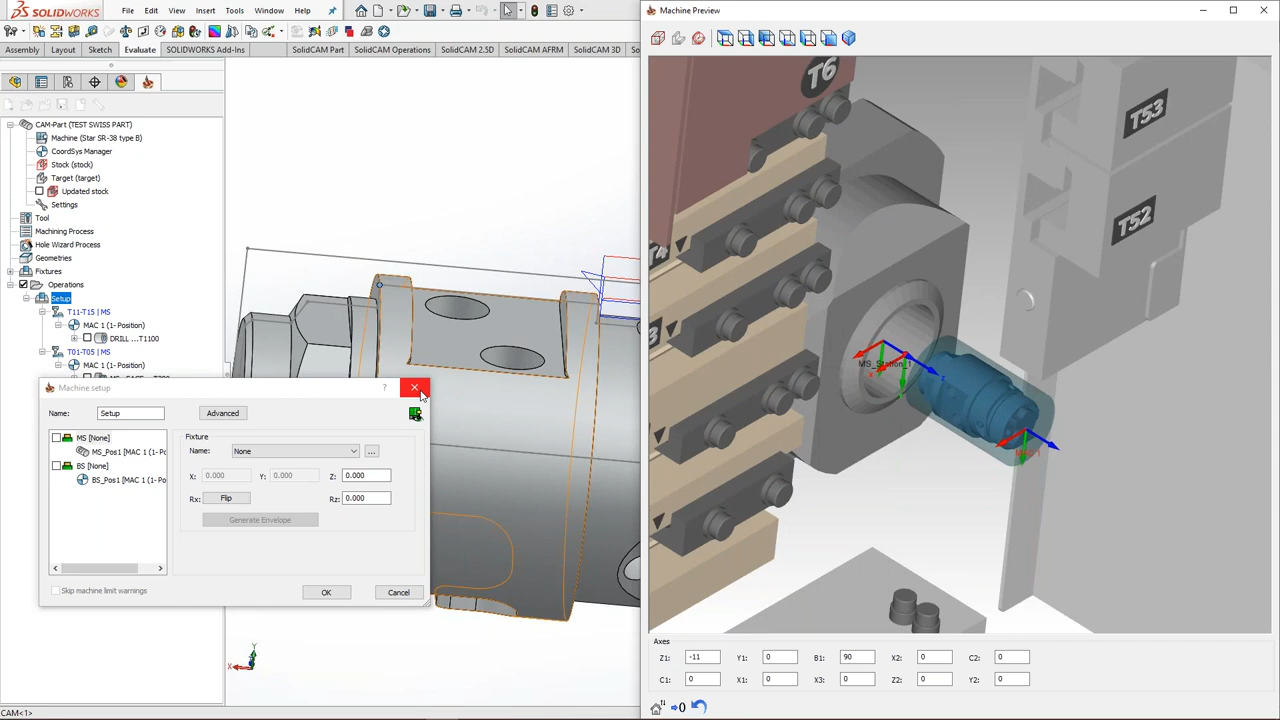 SOLIDWORKS
File Edit View Insert Tools Window Help
Assembly Layout Sketch Evaluate SOLIDWORKS Add-Ins SolidCAM Part SolidCAM Operations SolidCAM 2.5D SolidCAM AFRM SolidCAM 3D So
CAM-Part (TEST SWISS PART)
Machine (Star SR-38 type B)
CoordSys Manager
Stock (stock)
Target (target)
Updated stock
Settings
Tool
Machining Process
Hole Wizard Process
Geometries
Fixtures
Operations
Setup
T11-T15 | MS
MAC 1 (1- Position)
DRILL ...T1100
T01-T05 | MS
MAC 1 (1- Position)
Machine setup
?
Name: Setup Advanced
MS [None]
MS_Pos1 [MAC 1 (1-Pc
BS [None]
BS_Pos1 [MAC 1 (1-Po
Fixture
Name: None ...
X: 0.000 Y: 0.000 Z: 0.000
Rx: Flip Rz: 0.000
Generate Envelope
Skip machine limit warnings
OK Cancel
Y
X
CAM<1>
Machine Preview
T6
T53
T52
T4
3
MS_Station_1
z
MAC 1
Axes
Z1: -11 Y1: 0 B1: 90 X2: 0 C2: 0
C1: 0 X1: 0 X3: 0 Z2: 0 Y2: 0